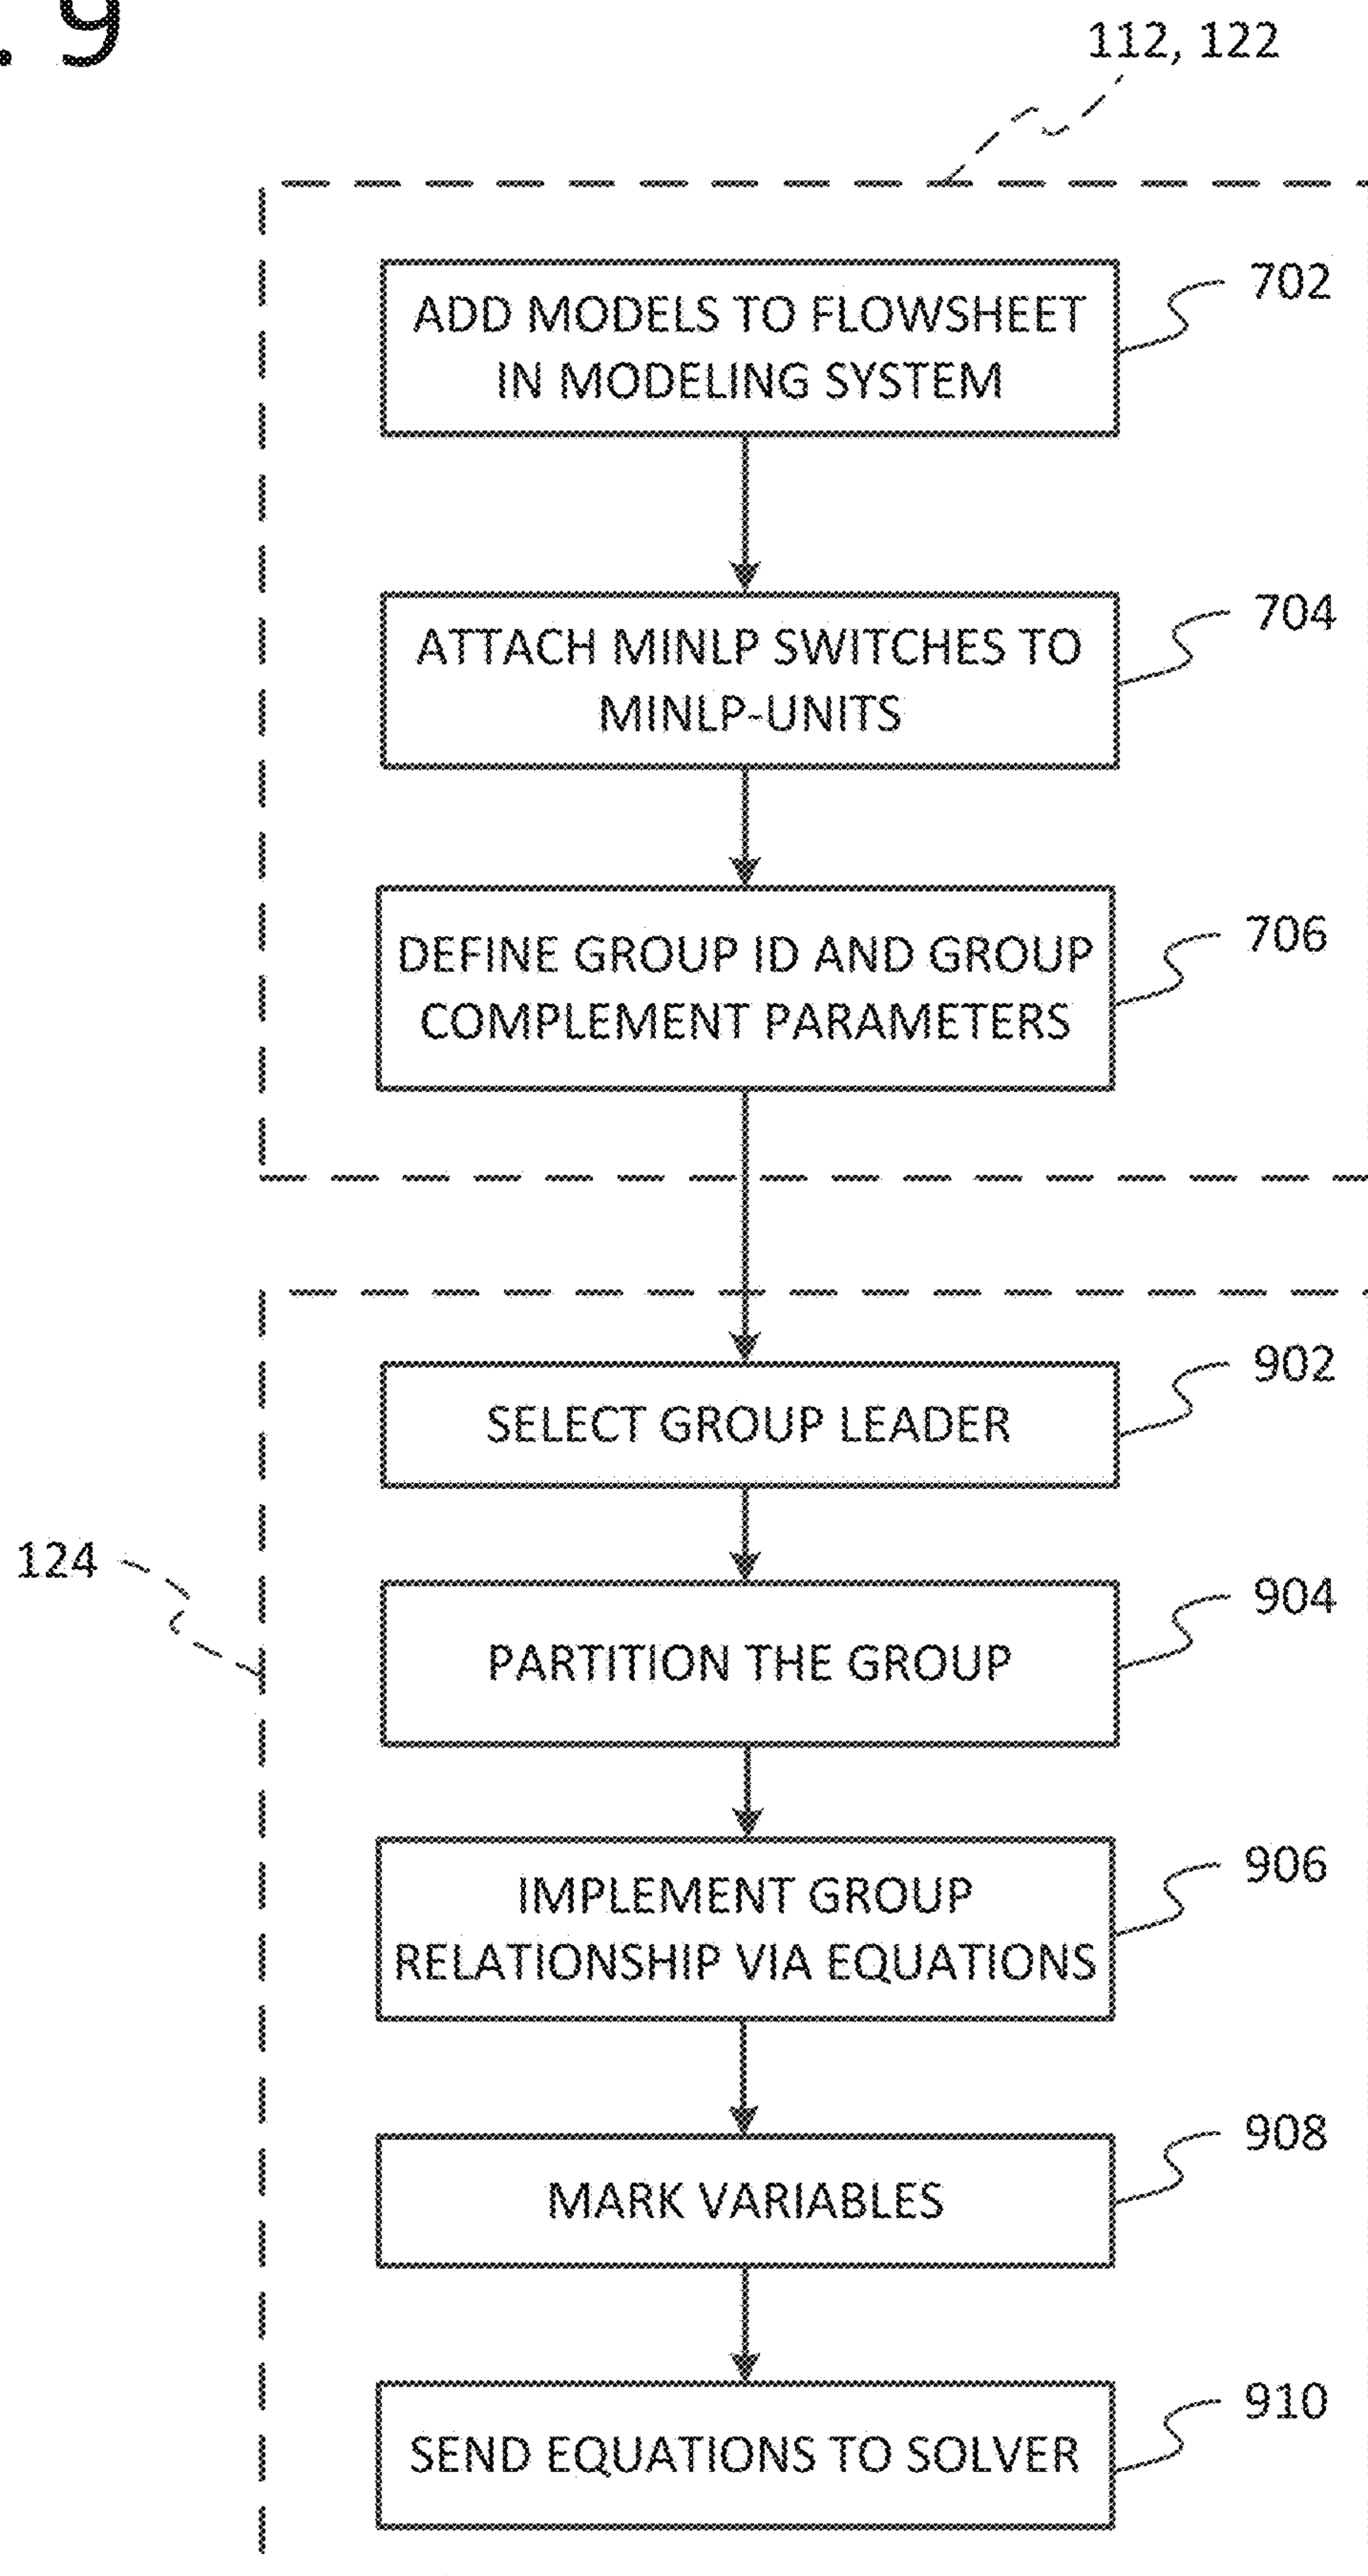 . 9
112, 122
ADD MODELS TO FLOWSHEET
IN MODELING SYSTEM
702
ATTACH MINLP SWITCHES TO
MINLP-UNITS
704
DEFINE GROUP ID AND GROUP
COMPLEMENT PARAMETERS
706
SELECT GROUP LEADER
902
124
PARTITION THE GROUP
904
IMPLEMENT GROUP
RELATIONSHIP VIA EQUATIONS
906
MARK VARIABLES
908
SEND EQUATIONS TO SOLVER
910